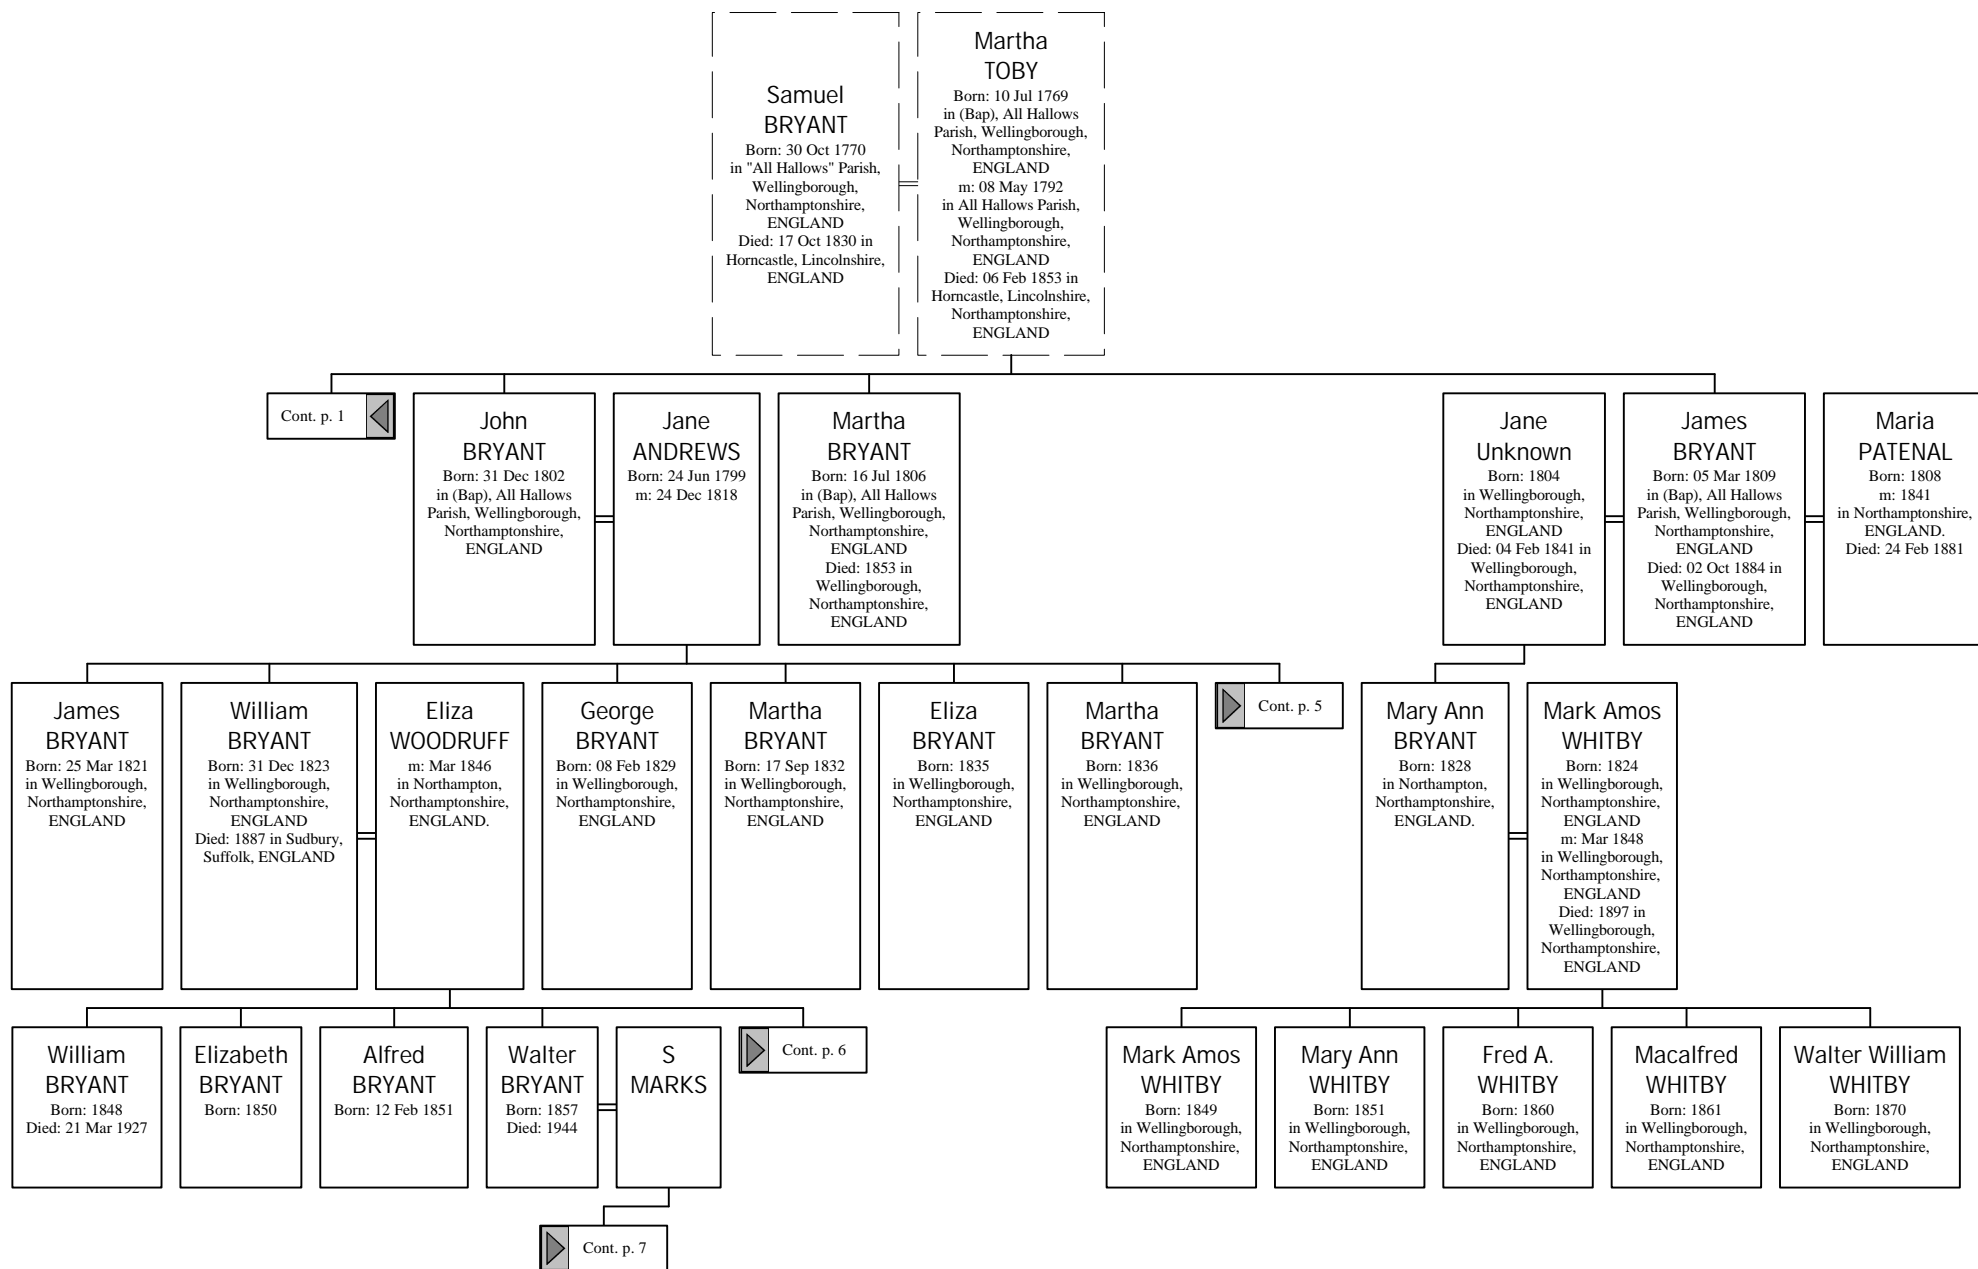 Samuel
BRYANT
Born: 30 Oct 1770
in "All Hallows" Parish,
Wellingborough,
Northamptonshire,
ENGLAND
Died: 17 Oct 1830 in
Horncastle, Lincolnshire,
ENGLAND
Martha
TOBY
Born: 10 Jul 1769
in (Bap), All Hallows
Parish, Wellingborough,
Northamptonshire,
ENGLAND
m: 08 May 1792
in All Hallows Parish,
Wellingborough,
Northamptonshire,
ENGLAND
Died: 06 Feb 1853 in
Horncastle, Lincolnshire,
Northamptonshire,
ENGLAND
Cont. p. 1
John
BRYANT
Born: 31 Dec 1802
in (Bap), All Hallows
Parish, Wellingborough,
Northamptonshire,
ENGLAND
Jane
ANDREWS
Born: 24 Jun 1799
m: 24 Dec 1818
Martha
BRYANT
Born: 16 Jul 1806
in (Bap), All Hallows
Parish, Wellingborough,
Northamptonshire,
ENGLAND
Died: 1853 in
Wellingborough,
Northamptonshire,
ENGLAND
Jane
Unknown
Born: 1804
in Wellingborough,
Northamptonshire,
ENGLAND
Died: 04 Feb 1841 in
Wellingborough,
Northamptonshire,
ENGLAND
James
BRYANT
Born: 05 Mar 1809
in (Bap), All Hallows
Parish, Wellingborough,
Northamptonshire,
ENGLAND
Died: 02 Oct 1884 in
Wellingborough,
Northamptonshire,
ENGLAND
Maria
PATENAL
Born: 1808
m: 1841
in Northamptonshire,
ENGLAND.
Died: 24 Feb 1881
James
BRYANT
Born: 25 Mar 1821
in Wellingborough,
Northamptonshire,
ENGLAND
William
BRYANT
Born: 31 Dec 1823
in Wellingborough,
Northamptonshire,
ENGLAND
Died: 1887 in Sudbury,
Suffolk, ENGLAND
Eliza
WOODRUFF
m: Mar 1846
in Northampton,
Northamptonshire,
ENGLAND.
George
BRYANT
Born: 08 Feb 1829
in Wellingborough,
Northamptonshire,
ENGLAND
Martha
BRYANT
Born: 17 Sep 1832
in Wellingborough,
Northamptonshire,
ENGLAND
Eliza
BRYANT
Born: 1835
in Wellingborough,
Northamptonshire,
ENGLAND
Martha
BRYANT
Born: 1836
in Wellingborough,
Northamptonshire,
ENGLAND
Cont. p. 5
Mary Ann
BRYANT
Born: 1828
in Northampton,
Northamptonshire,
ENGLAND.
Mark Amos
WHITBY
Born: 1824
in Wellingborough,
Northamptonshire,
ENGLAND
m: Mar 1848
in Wellingborough,
Northamptonshire,
ENGLAND
Died: 1897 in
Wellingborough,
Northamptonshire,
ENGLAND
William
BRYANT
Born: 1848
Died: 21 Mar 1927
Elizabeth
BRYANT
Born: 1850
Alfred
BRYANT
Born: 12 Feb 1851
Walter
BRYANT
Born: 1857
Died: 1944
S
MARKS
Cont. p. 6
Mark Amos
WHITBY
Born: 1849
in Wellingborough,
Northamptonshire,
ENGLAND
Mary Ann
WHITBY
Born: 1851
in Wellingborough,
Northamptonshire,
ENGLAND
Fred A.
WHITBY
Born: 1860
in Wellingborough,
Northamptonshire,
ENGLAND
Macalfred
WHITBY
Born: 1861
in Wellingborough,
Northamptonshire,
ENGLAND
Walter William
WHITBY
Born: 1870
in Wellingborough,
Northamptonshire,
ENGLAND
Cont. p. 7